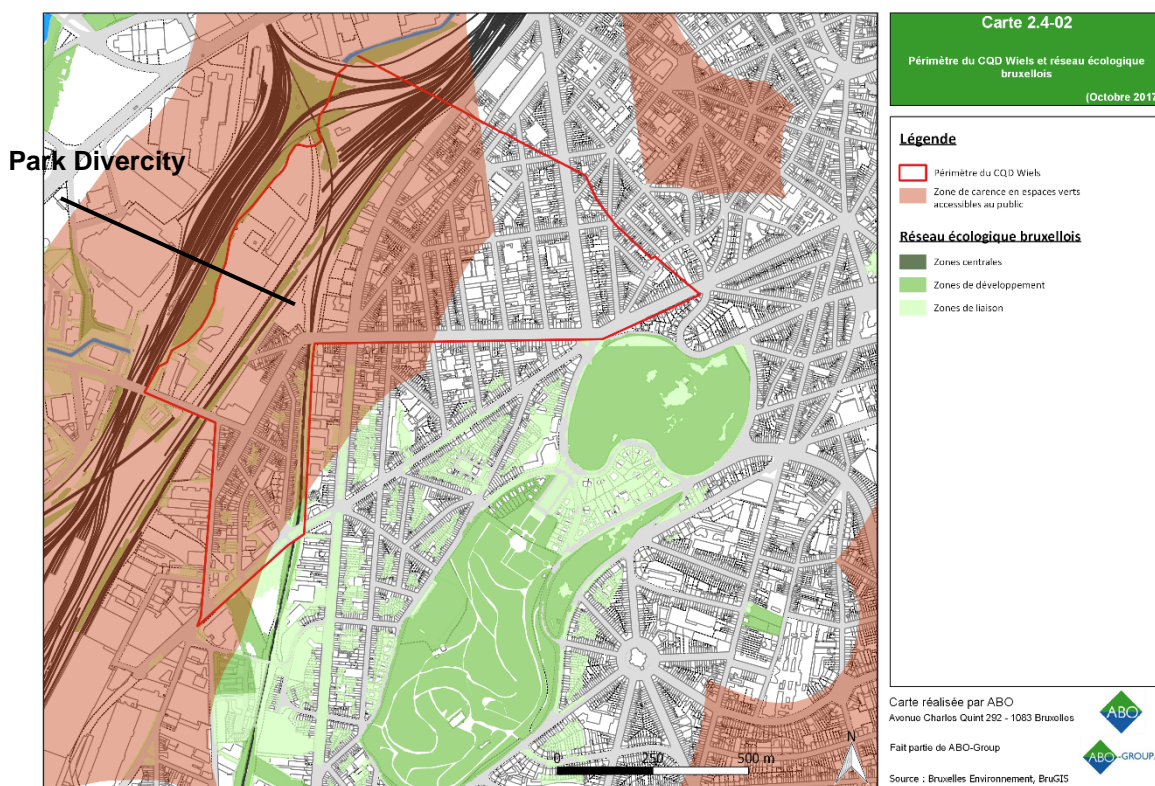 Carte 2.4-02
Périmètre du CQD Wiels et réseau écologique
bruxellois
(Octobre 2017
Park Divercity
Légende
Périmètre du CQD Wiels
Zone de carence en espaces verts
accessibles au public
Réseau écologique bruxellois
Zones centrales
Zones de développement
Zones de liaison
0 250 500 m
N
Carte réalisée par ABO
Avenue Charles Quint 292 - 1083 Bruxelles
ABO
Fait partie de ABO-Group
ABO-GROUP
Source : Bruxelles Environnement, BruGIS